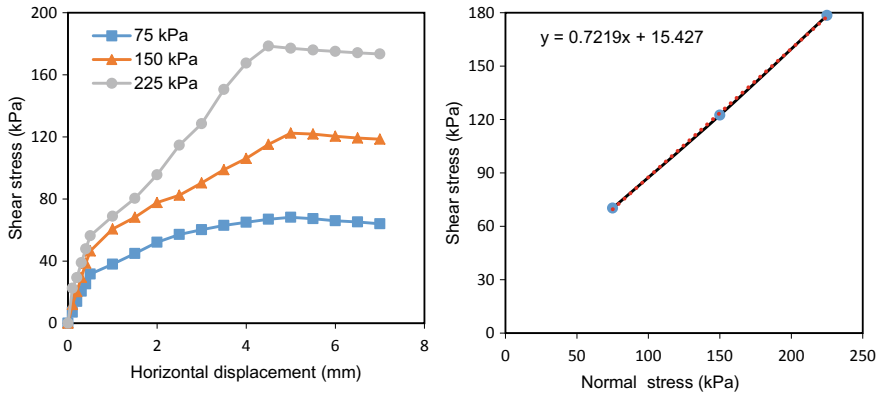 200
160
120
80
40
0
Shear stress (kPa)
75 kPa
150 kPa
225 kPa
0 2 4 6 8
Horizontal displacement (mm)
180
150
120
90
60
30
0
Shear stress (kPa)
y = 0.7219x + 15.427
0 50 100 150 200 250
Normal stress (kPa)